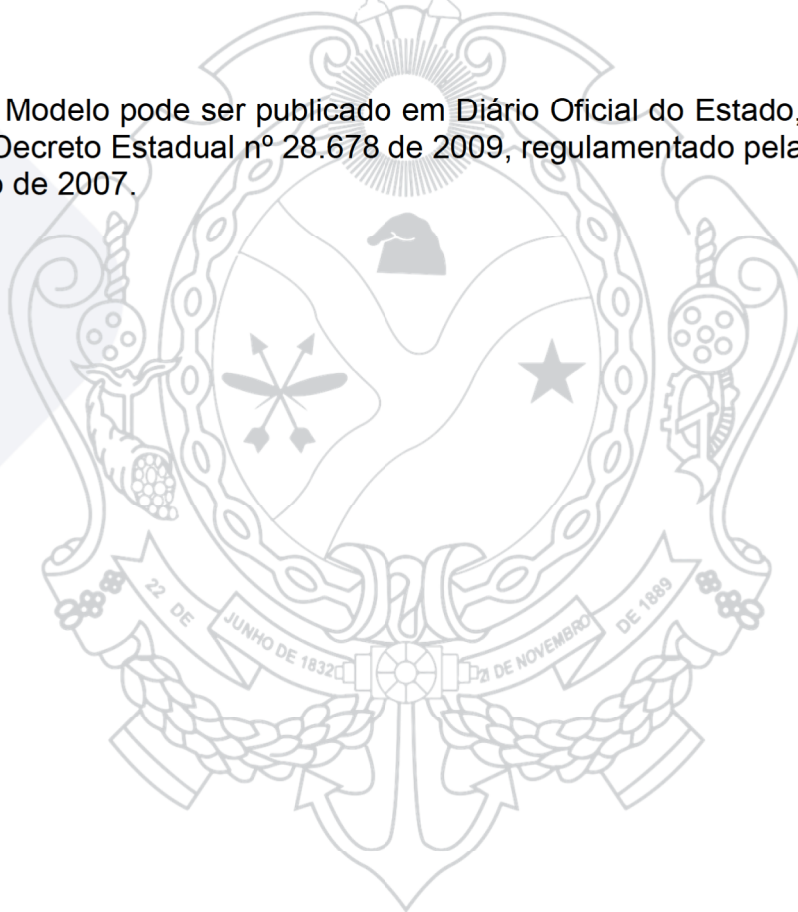 Modelo pode ser publicado em Diário Oficial do Estado,
Decreto Estadual nº 28.678 de 2009, regulamentado pela
de 2007.
22 DE
JUNHO DE 1832
21 DE NOVEMBRO
DE 1889